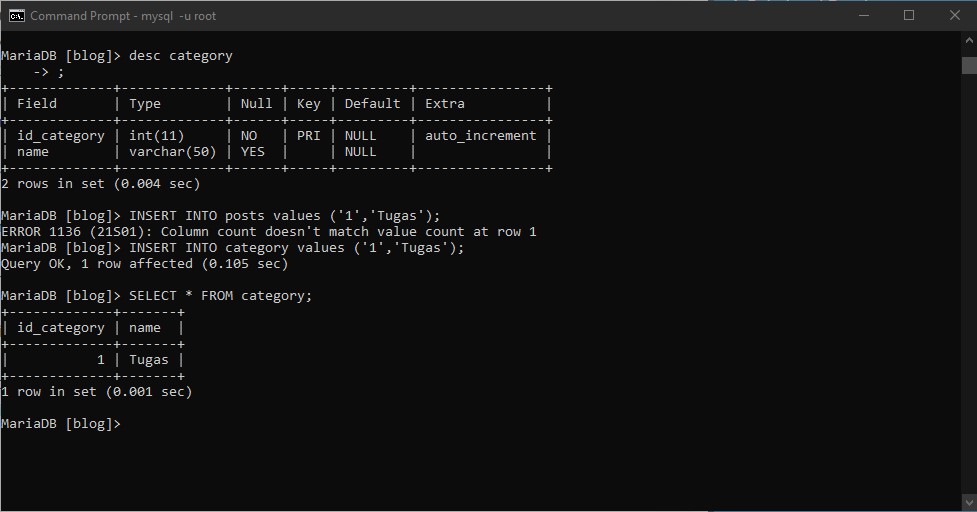 Command Prompt - mysql  -u root
MariaDB [blog]> desc category
    -> ;
+-------------+-------------+------+-----+---------+----------------+
| Field       | Type        | Null | Key | Default | Extra          |
+-------------+-------------+------+-----+---------+----------------+
| id_category | int(11)     | NO   | PRI | NULL    | auto_increment |
| name        | varchar(50) | YES  |     | NULL    |                |
+-------------+-------------+------+-----+---------+----------------+
2 rows in set (0.004 sec)
MariaDB [blog]> INSERT INTO posts values ('1','Tugas');
ERROR 1136 (21S01): Column count doesn't match value count at row 1
MariaDB [blog]> INSERT INTO category values ('1','Tugas');
Query OK, 1 row affected (0.105 sec)
MariaDB [blog]> SELECT * FROM category;
+-------------+-------+
| id_category | name  |
+-------------+-------+
|           1 | Tugas |
+-------------+-------+
1 row in set (0.001 sec)
MariaDB [blog]>